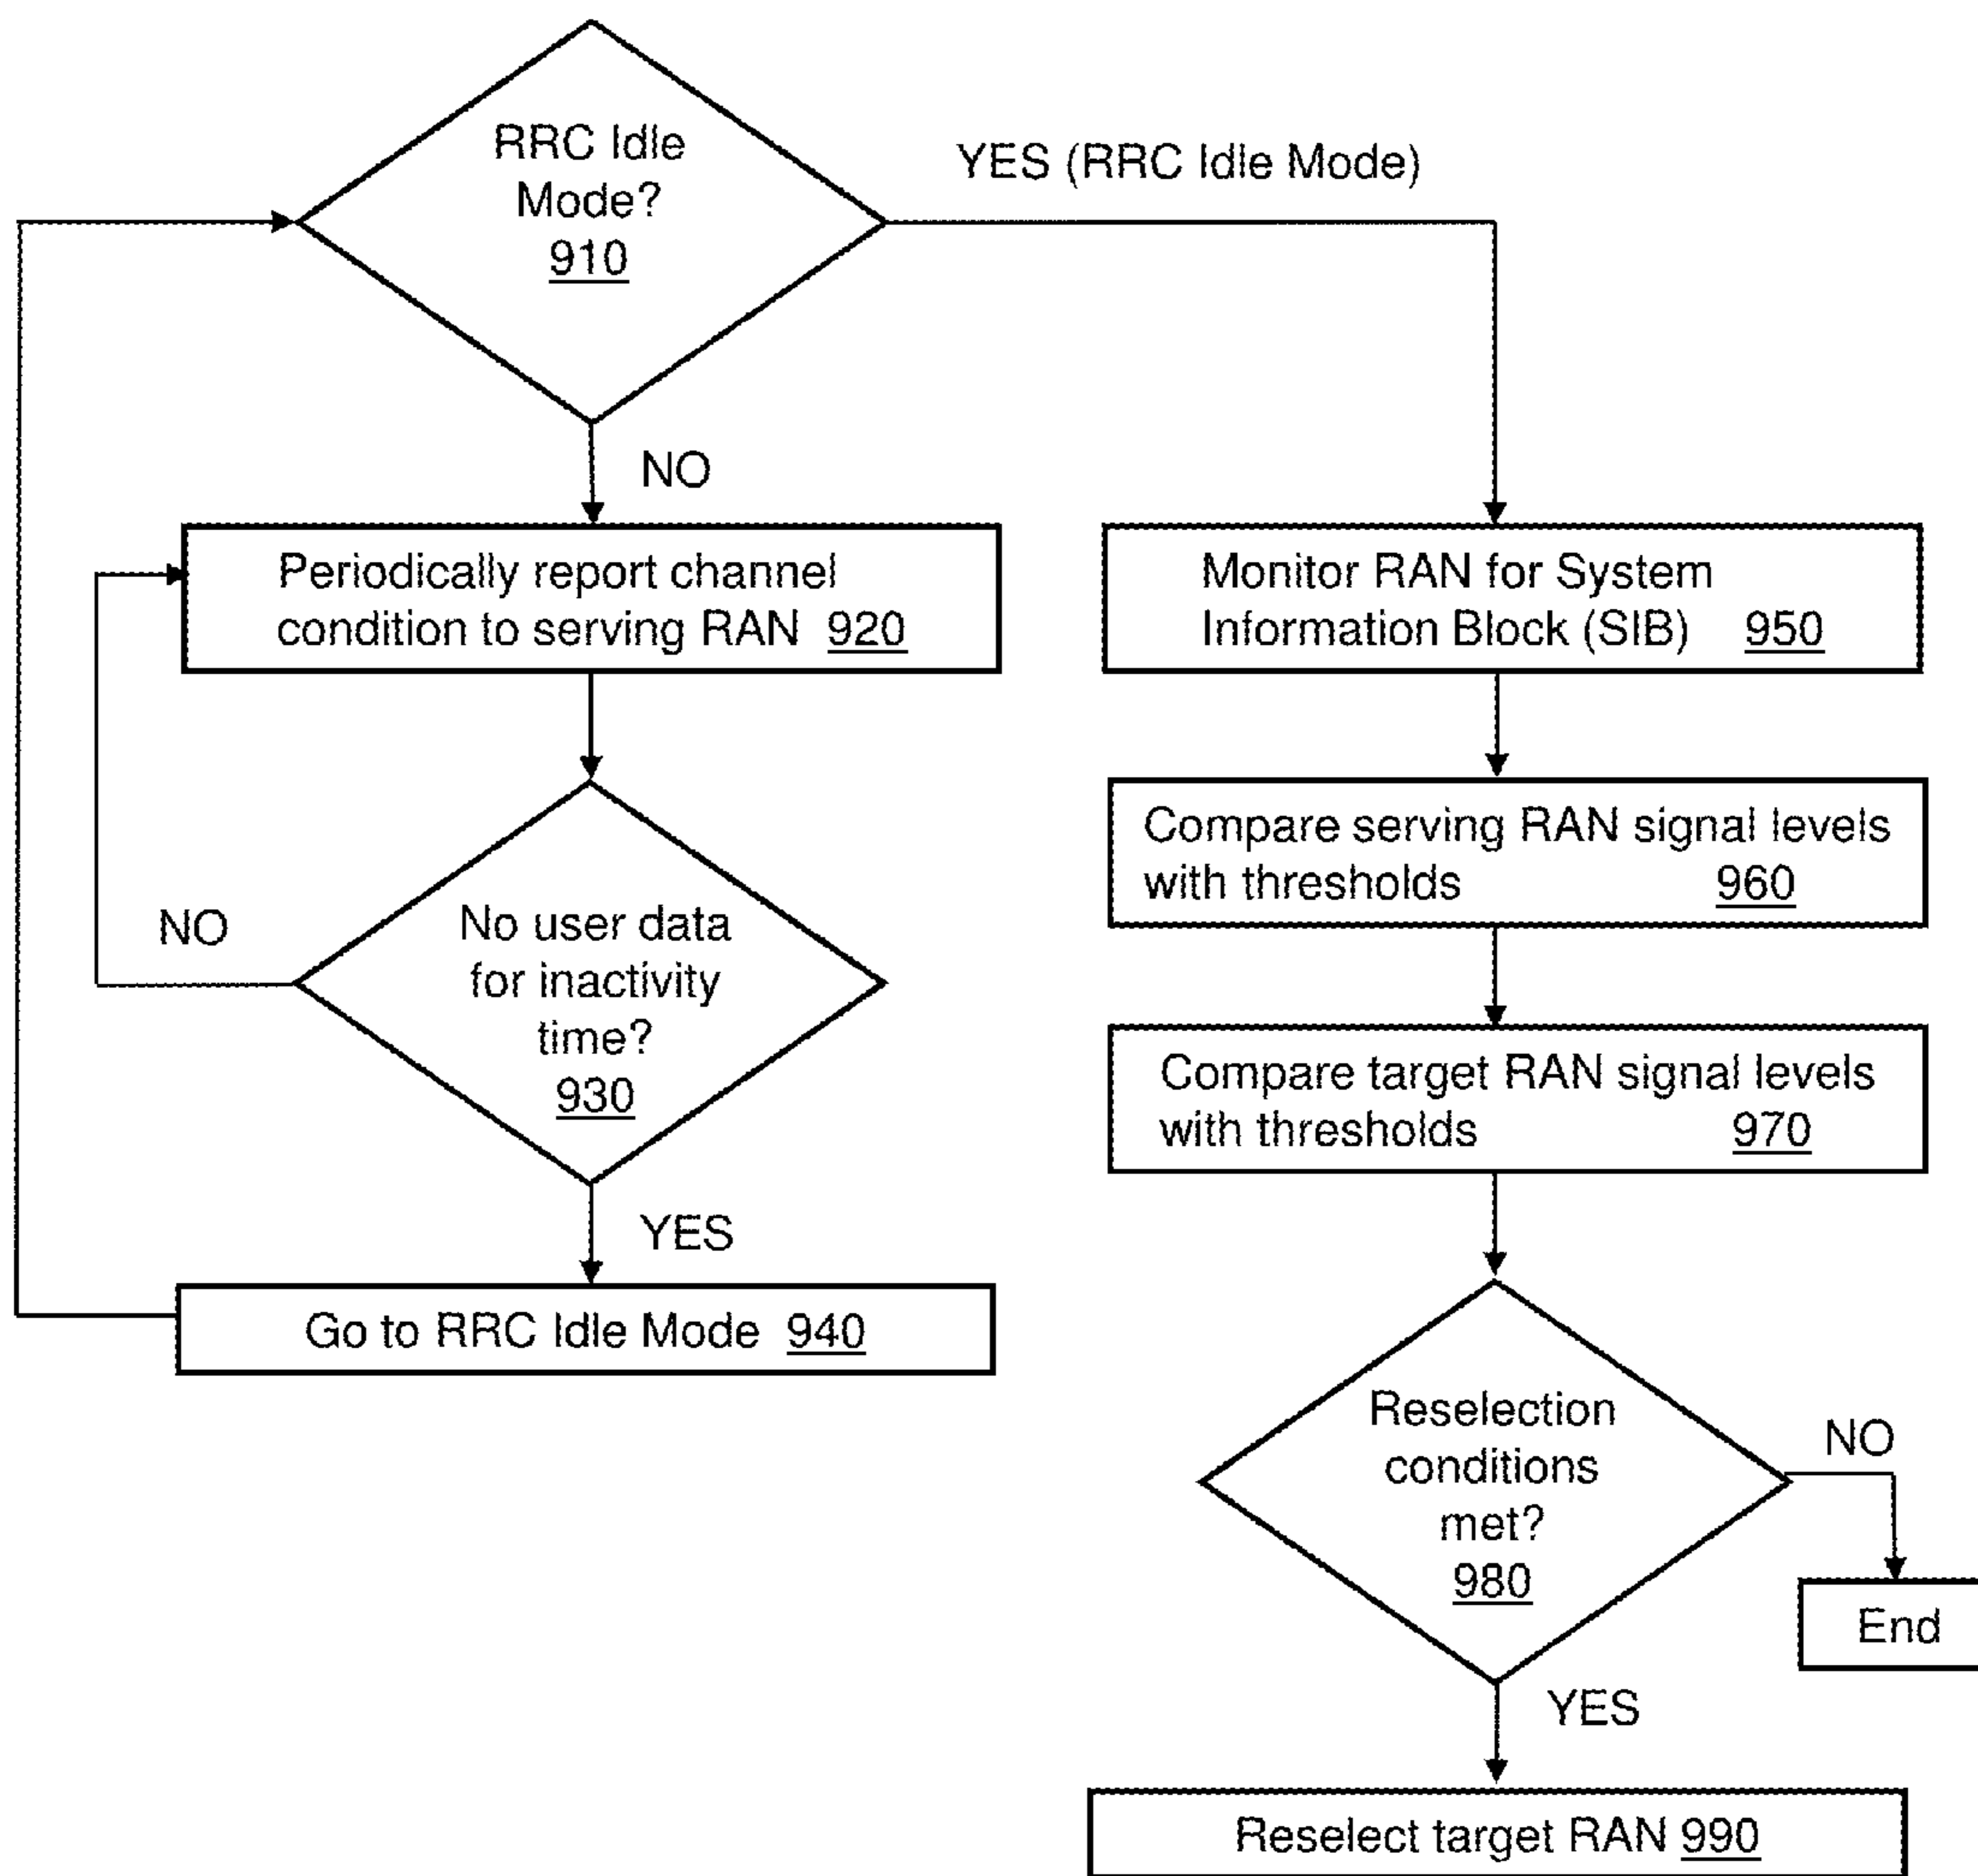 RRC Idle
Mode?
910
YES (RRC Idle Mode)
NO
Periodically report channel
condition to serving RAN 920
No user data
for inactivity
time?
930
NO
YES
Go to RRC Idle Mode 940
Monitor RAN for System
Information Block (SIB) 950
Compare serving RAN signal levels
with thresholds 960
Compare target RAN signal levels
with thresholds 970
Reselection
conditions
met?
980
NO
End
YES
Reselect target RAN 990